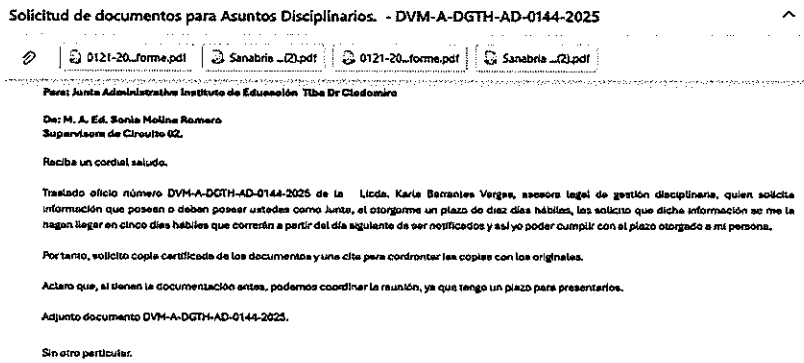 Solicitud de documentos para Asuntos Disciplinarios. - DVM-A-DGTH-AD-0144-2025
0121-20...forme.pdf Sanabria ...(2).pdf 0121-20...forme.pdf Sanabria ...(2).pdf
Para: Junta Administrativa Instituto de Educación Tiba Dr Clodomiro
De: M. A. Ed. Sonia Molina Romero
Supervisora de Circuito 02.
Reciba un cordial saludo.
Traslado oficio número DVM-A-DGTH-AD-0144-2025 de la Licda. Karla Barrantes Vargas, asesora legal de gestión disciplinaria, quien solicita
información que poseen o deben poseer ustedes como Junta, al otorgarme un plazo de diez días hábiles, les solicito que dicha información se me la
hagan llegar en cinco días hábiles que correrán a partir del día siguiente de ser notificados y así yo poder cumplir con el plazo otorgado a mi persona.
Por tanto, solicito copia certificada de los documentos y una cita para confrontar las copias con los originales.
Aclaro que, si tienen la documentación antes, podemos coordinar la reunión, ya que tengo un plazo para presentarlos.
Adjunto documento DVM-A-DGTH-AD-0144-2025.
Sin otro particular.